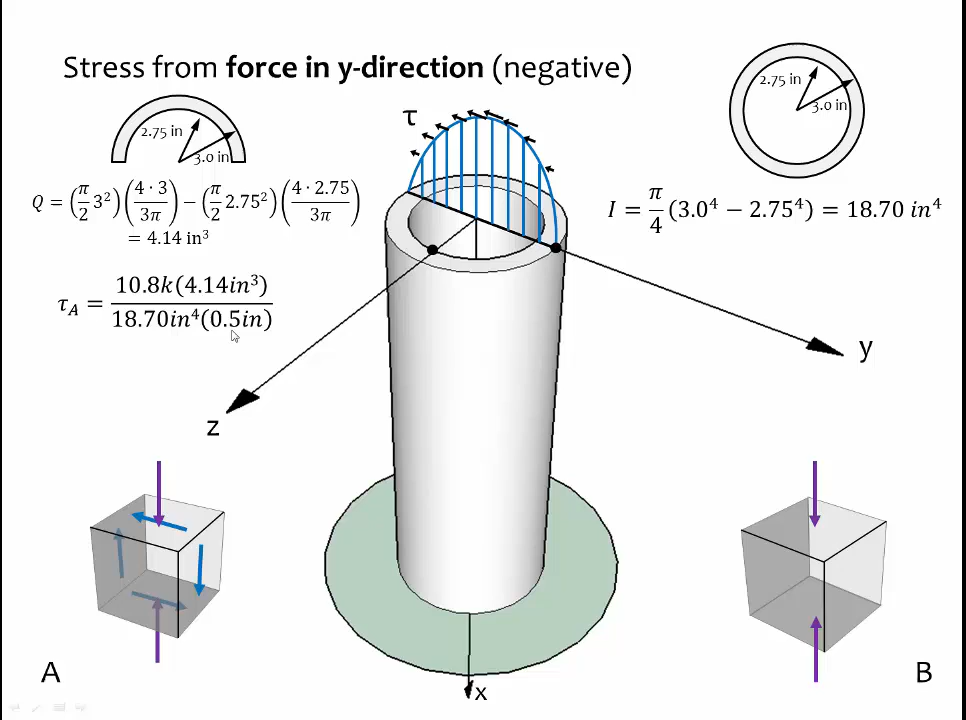 Stress from force in y-direction (negative)
2.75 in
3.0 in
Q = (π/2 3²)(4 · 3/3π) − (π/2 2.75²)(4 · 2.75/3π)
= 4.14 in³
τ_A = 10.8k(4.14in³)/18.70in⁴(0.5in)
τ
2.75 in
3.0 in
I = π/4 (3.0⁴ − 2.75⁴) = 18.70 in⁴
y
z
x
A
B